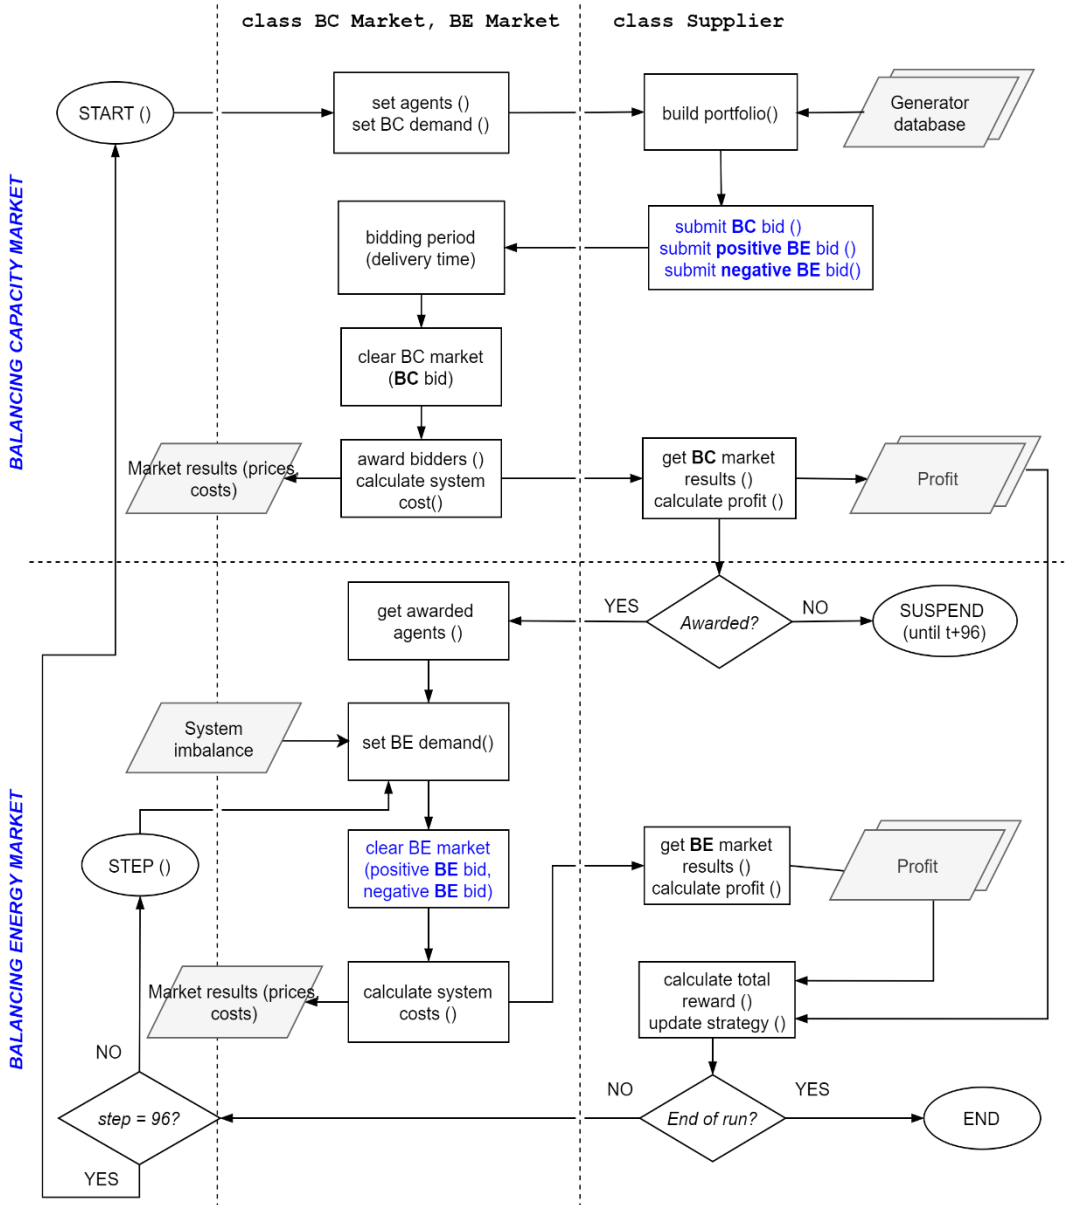 class BC Market, BE Market
class Supplier
BALANCING CAPACITY MARKET
START ()
set agents ()
set BC demand ()
build portfolio()
Generator
database
submit BC bid ()
submit positive BE bid ()
submit negative BE bid()
bidding period
(delivery time)
clear BC market
(BC bid)
Market results (prices,
costs)
award bidders ()
calculate system
cost()
get BC market
results ()
calculate profit ()
Profit
BALANCING ENERGY MARKET
get awarded
agents ()
YES
Awarded?
NO
SUSPEND
(until t+96)
System
imbalance
set BE demand()
STEP ()
clear BE market
(positive BE bid,
negative BE bid)
get BE market
results ()
calculate profit ()
Profit
Market results (prices,
costs)
calculate system
costs ()
calculate total
reward ()
update strategy ()
NO
step = 96?
YES
NO
End of run?
YES
END